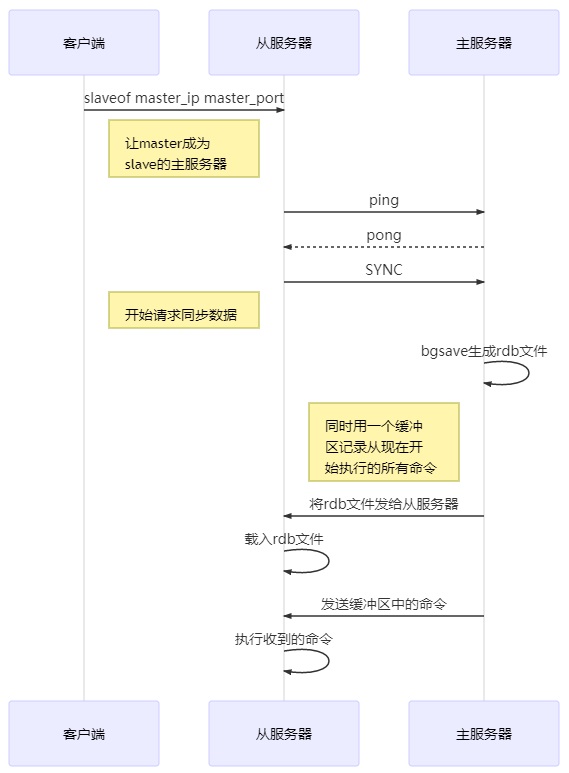 客户端
从服务器
主服务器
slaveof master_ip master_port
让master成为
slave的主服务器
ping
pong
SYNC
开始请求同步数据
bgsave生成rdb文件
同时用一个缓冲
区记录从现在开
始执行的所有命令
将rdb文件发给从服务器
载入rdb文件
发送缓冲区中的命令
执行收到的命令
客户端
从服务器
主服务器